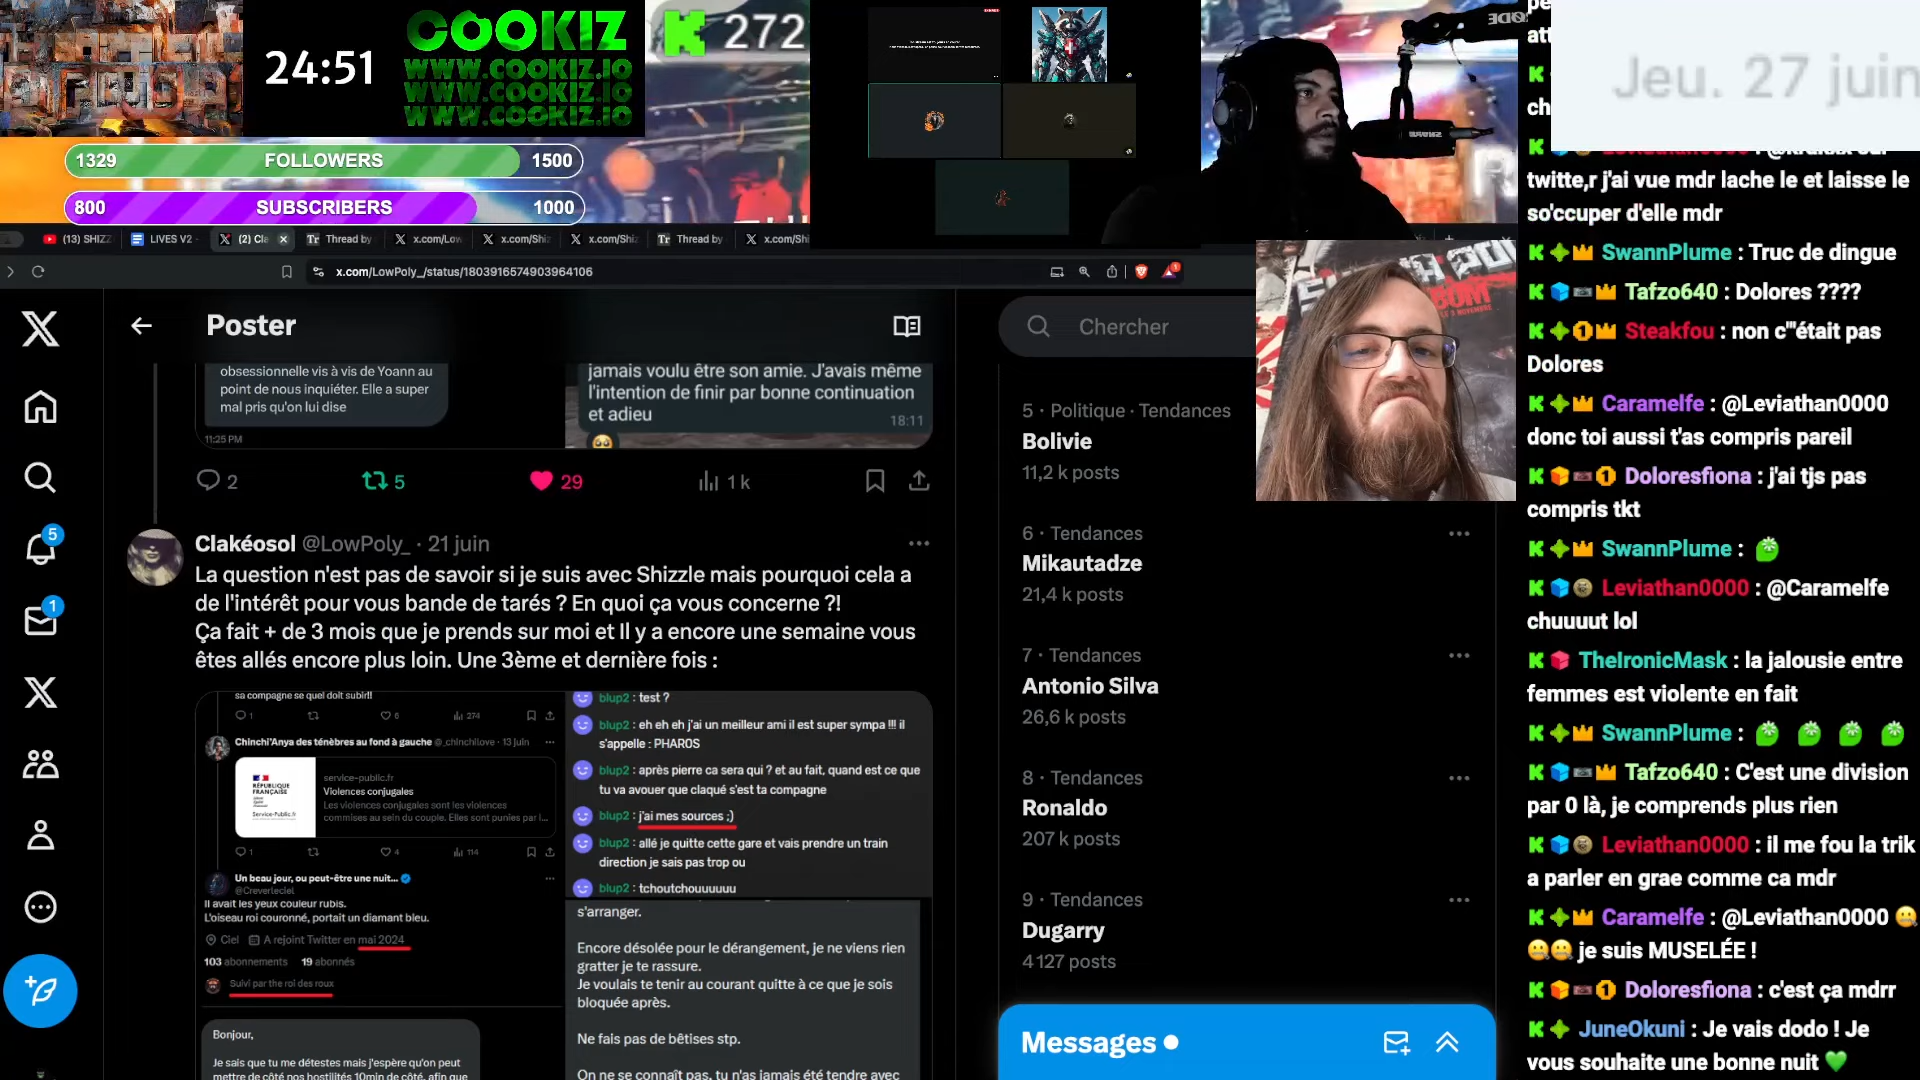 24:51
COOKIZ
WWW.COOKIZ.IO
WWW.COOKIZ.IO
WWW.COOKIZ.IO
272
1329 FOLLOWERS 1500
800 SUBSCRIBERS 1000
Jeu. 27 juin
(13) SHIZZ
LIVES V2
(2) Cla
Thread by
x.com/Low
x.com/Shiz
x.com/Shiz
Thread by
x.com/Shi
x.com/LowPoly_/status/1803916574903964106
Poster
Chercher
obsessionnelle vis à vis de Yoann au
point de nous inquiéter. Elle a super
mal pris qu'on lui dise
11:25 PM
jamais voulu être son amie. J'avais même
l'intention de finir par bonne continuation
et adieu
18:11
2 5 29 1 k
Clakéosol @LowPoly_ · 21 juin
La question n'est pas de savoir si je suis avec Shizzle mais pourquoi cela a
de l'intérêt pour vous bande de tarés ? En quoi ça vous concerne ?!
Ça fait + de 3 mois que je prends sur moi et Il y a encore une semaine vous
êtes allés encore plus loin. Une 3ème et dernière fois :
sa compagne se quel doit subir!!
1 6 274
Chinchi'Anya des ténèbres au fond à gauche @_chinchilove · 13 juin
RÉPUBLIQUE
FRANÇAISE
Service-Public.fr
service-public.fr
Violences conjugales
Les violences conjugales sont les violences
commises au sein du couple. Elles sont punies par l...
1 4 114
Un beau jour, ou peut-être une nuit...
@Creverleciel
Il avait les yeux couleur rubis.
L'oiseau roi couronné, portait un diamant bleu.
Ciel A rejoint Twitter en mai 2024
103 abonnements 19 abonnés
Suivi par the roi des roux
Bonjour,
Je sais que tu me détestes mais j'espère qu'on peut
mettre de côté nos hostilités 10min de côté, afin que
blup2 : test ?
blup2 : eh eh eh j'ai un meilleur ami il est super sympa !!! il
s'appelle : PHAROS
blup2 : après pierre ca sera qui ? et au fait, quand est ce que
tu va avouer que claqué s'est ta compagne
blup2 : j'ai mes sources ;)
blup2 : allé je quitte cette gare et vais prendre un train
direction je sais pas trop ou
blup2 : tchoutchouuuuuu
s'arranger.
Encore désolée pour le dérangement, je ne viens rien
gratter je te rassure.
Je voulais te tenir au courant quitte à ce que je sois
bloquée après.
Ne fais pas de bêtises stp.
On ne se connaît pas, tu n'as jamais été tendre avec
5 · Politique · Tendances
Bolivie
11,2 k posts
6 · Tendances
Mikautadze
21,4 k posts
7 · Tendances
Antonio Silva
26,6 k posts
8 · Tendances
Ronaldo
207 k posts
9 · Tendances
Dugarry
4 127 posts
Messages
5
1
twitte,r j'ai vue mdr lache le et laisse le
so'ccuper d'elle mdr
SwannPlume : Truc de dingue
Tafzo640 : Dolores ????
Steakfou : non c'"était pas
Dolores
Caramelfe : @Leviathan0000
donc toi aussi t'as compris pareil
Doloresfiona : j'ai tjs pas
compris tkt
SwannPlume :
Leviathan0000 : @Caramelfe
chuuuut lol
TheIronicMask : la jalousie entre
femmes est violente en fait
SwannPlume :
Tafzo640 : C'est une division
par 0 là, je comprends plus rien
Leviathan0000 : il me fou la trik
a parler en grae comme ca mdr
Caramelfe : @Leviathan0000 🤐
🤐🤐 je suis MUSELÉE !
Doloresfiona : c'est ça mdrr
JuneOkuni : Je vais dodo ! Je
vous souhaite une bonne nuit 💚